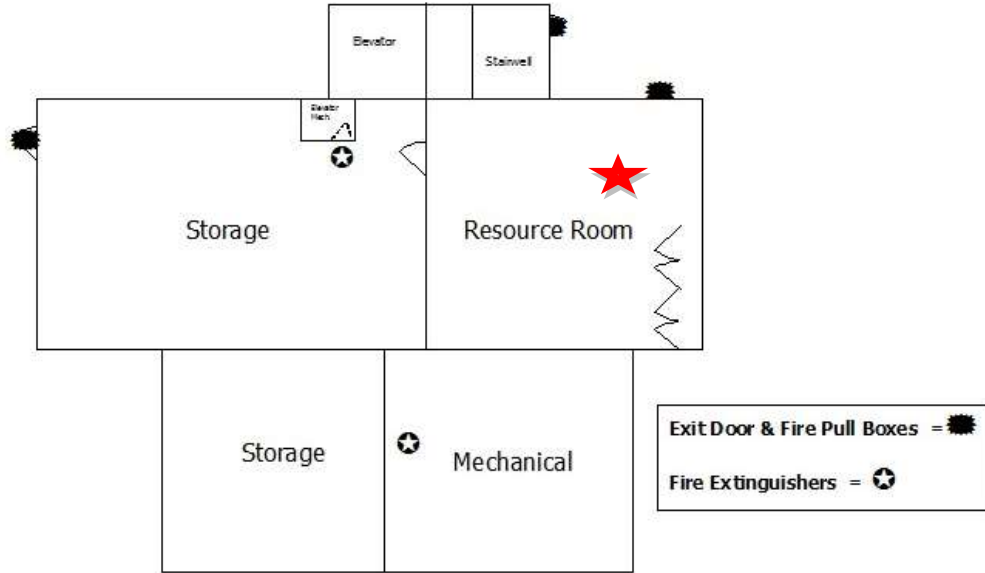 Elevator
Stairwell
Elevator
Mech
Storage
Resource Room
Storage
Mechanical
Exit Door & Fire Pull Boxes =
Fire Extinguishers =